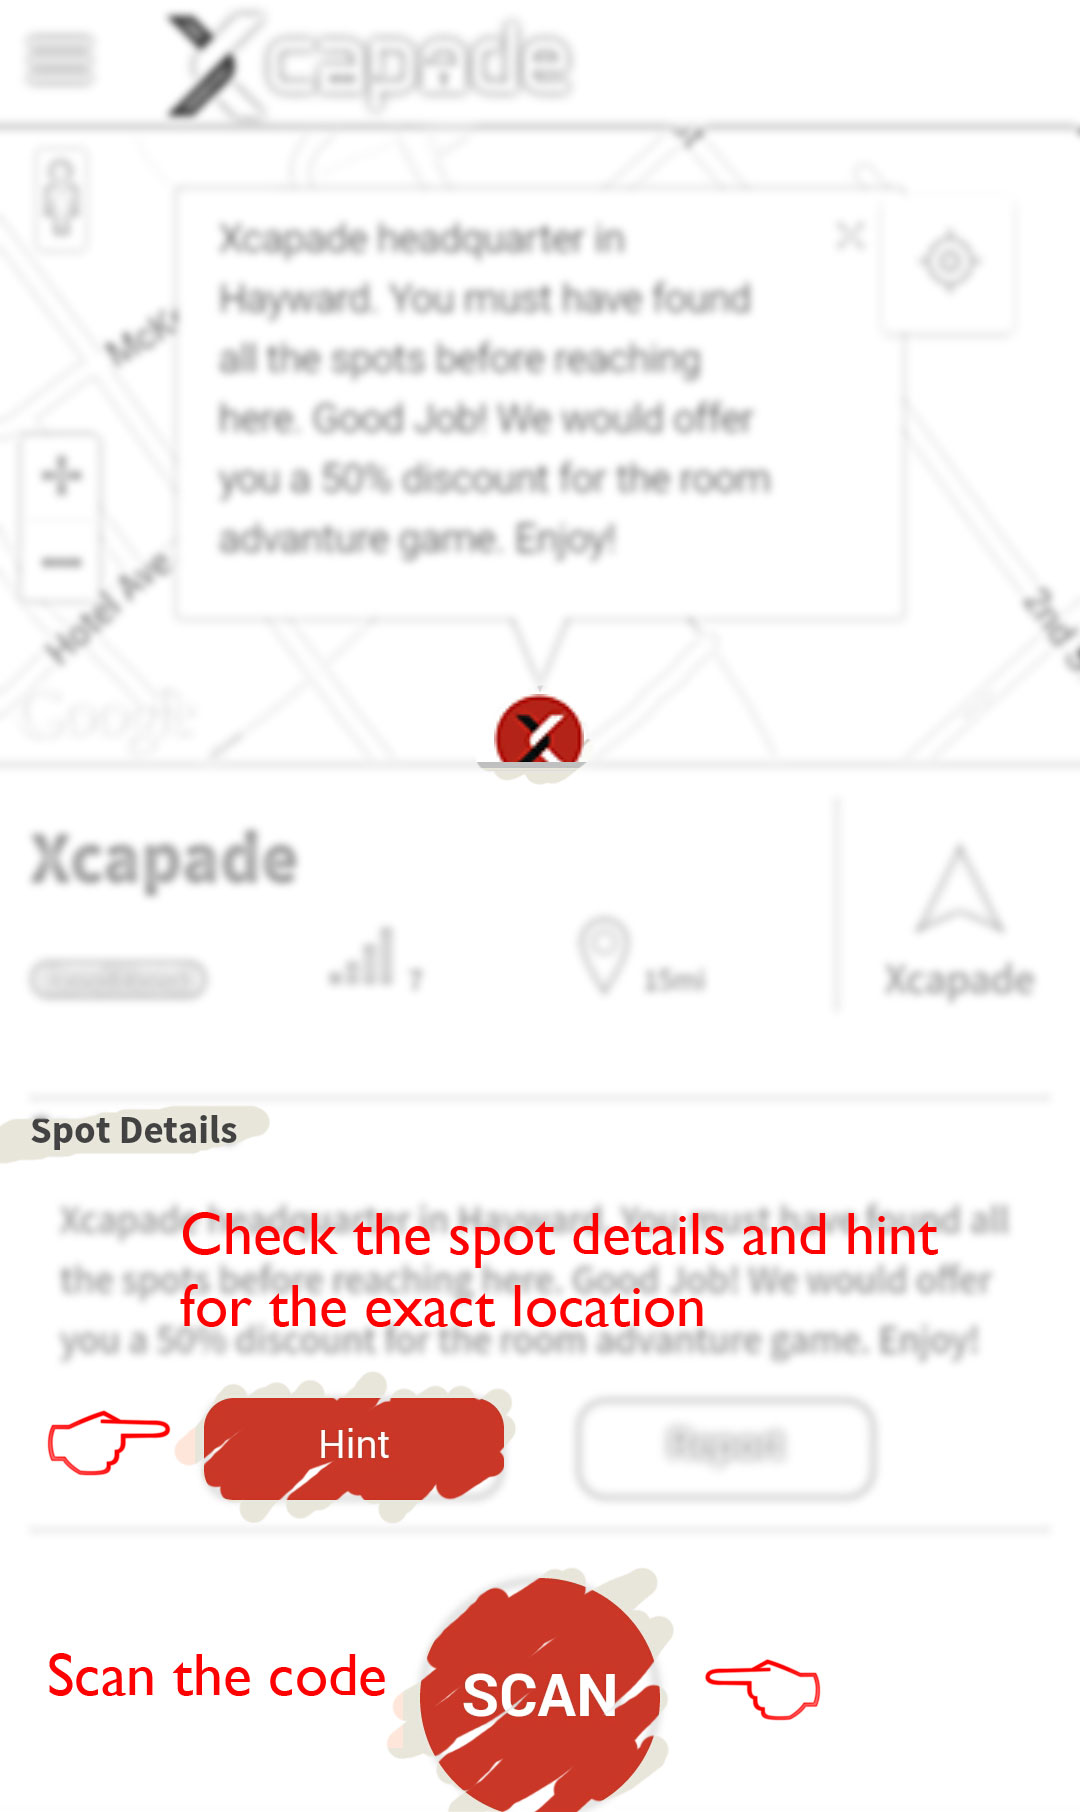 Xcapade
Xcapade headquarter in
Hayward. You must have found
all the spots before reaching
here. Good Job! We would offer
you a 50% discount for the room
advanture game. Enjoy!
Hotel Ave
2nd
Google
Xcapade
7
15mi
Xcapade
Spot Details
Xcapade headquarter in Hayward. You must have found all
the spots before reaching here. Good Job! We would offer
you a 50% discount for the room advanture game. Enjoy!
Check the spot details and hint
for the exact location
Hint
Report
Scan the code
SCAN